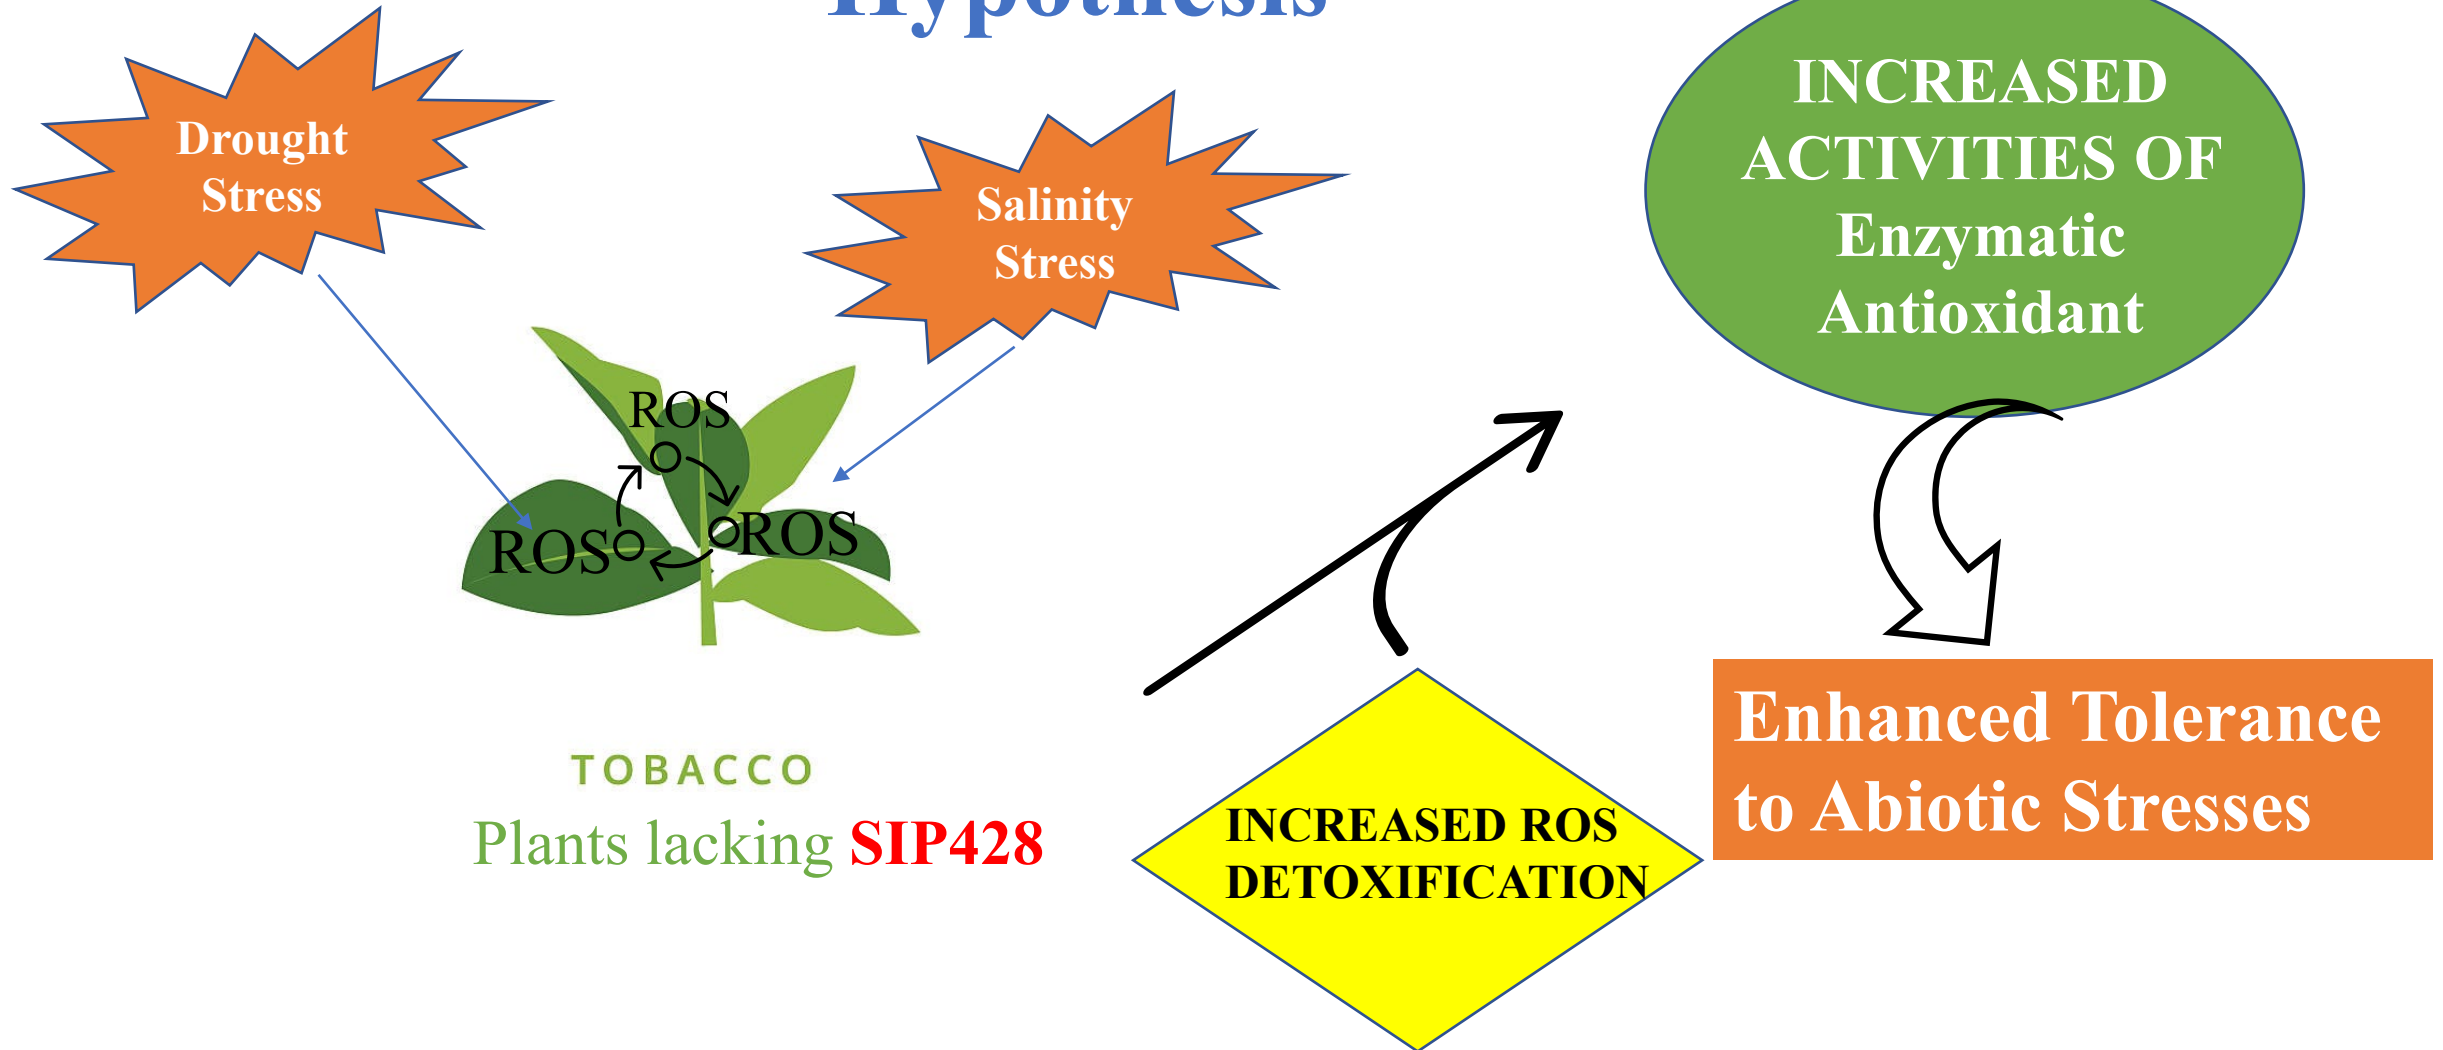 Hypothesis
Drought
Stress
Salinity
Stress
INCREASED
ACTIVITIES OF
Enzymatic
Antioxidant
ROS
ROS
ROS
TOBACCO
Plants lacking SIP428
INCREASED ROS
DETOXIFICATION
Enhanced Tolerance
to Abiotic Stresses